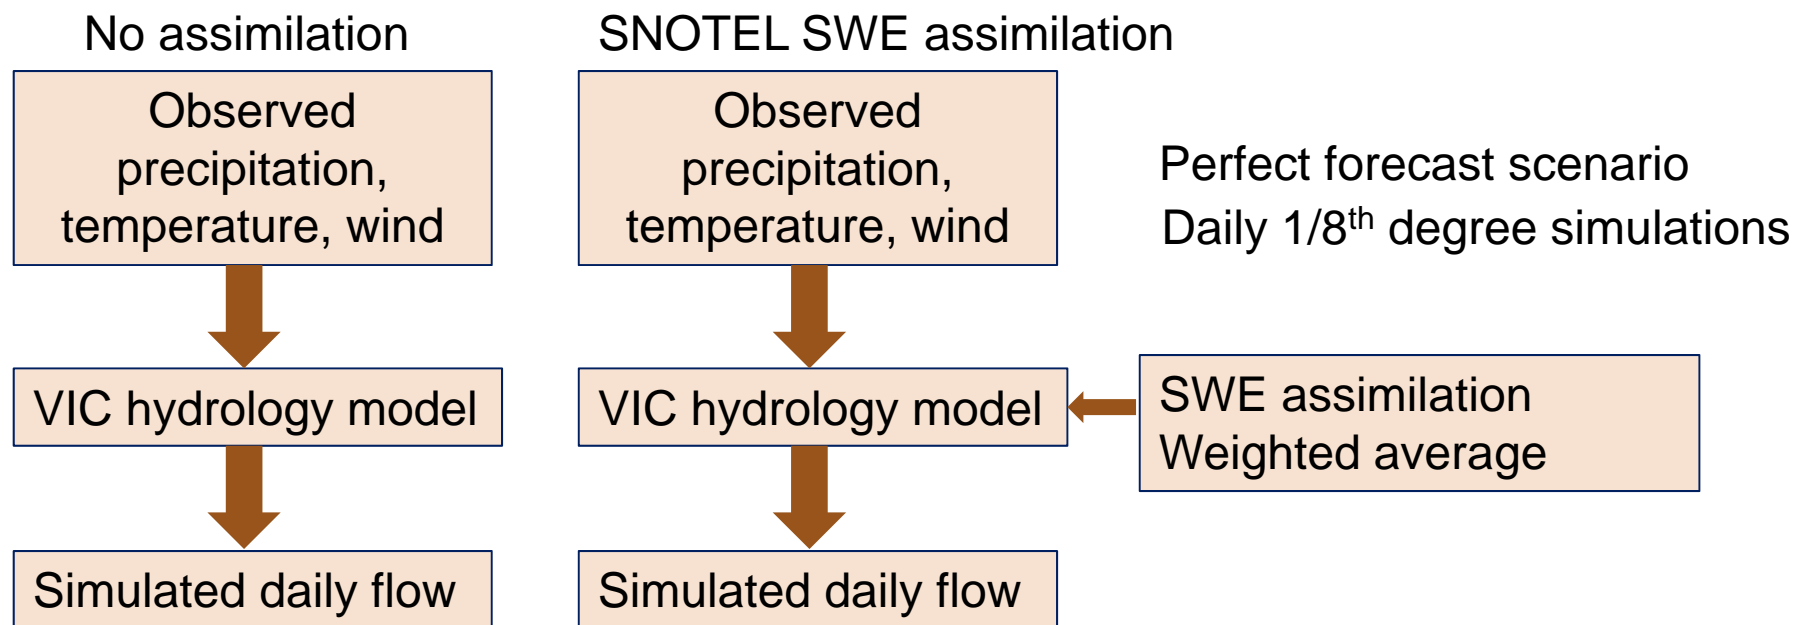 No assimilation
Observed
precipitation,
temperature, wind
VIC hydrology model
Simulated daily flow
SNOTEL SWE assimilation
Observed
precipitation,
temperature, wind
VIC hydrology model
Simulated daily flow
Perfect forecast scenario
Daily 1/8th degree simulations
SWE assimilation
Weighted average